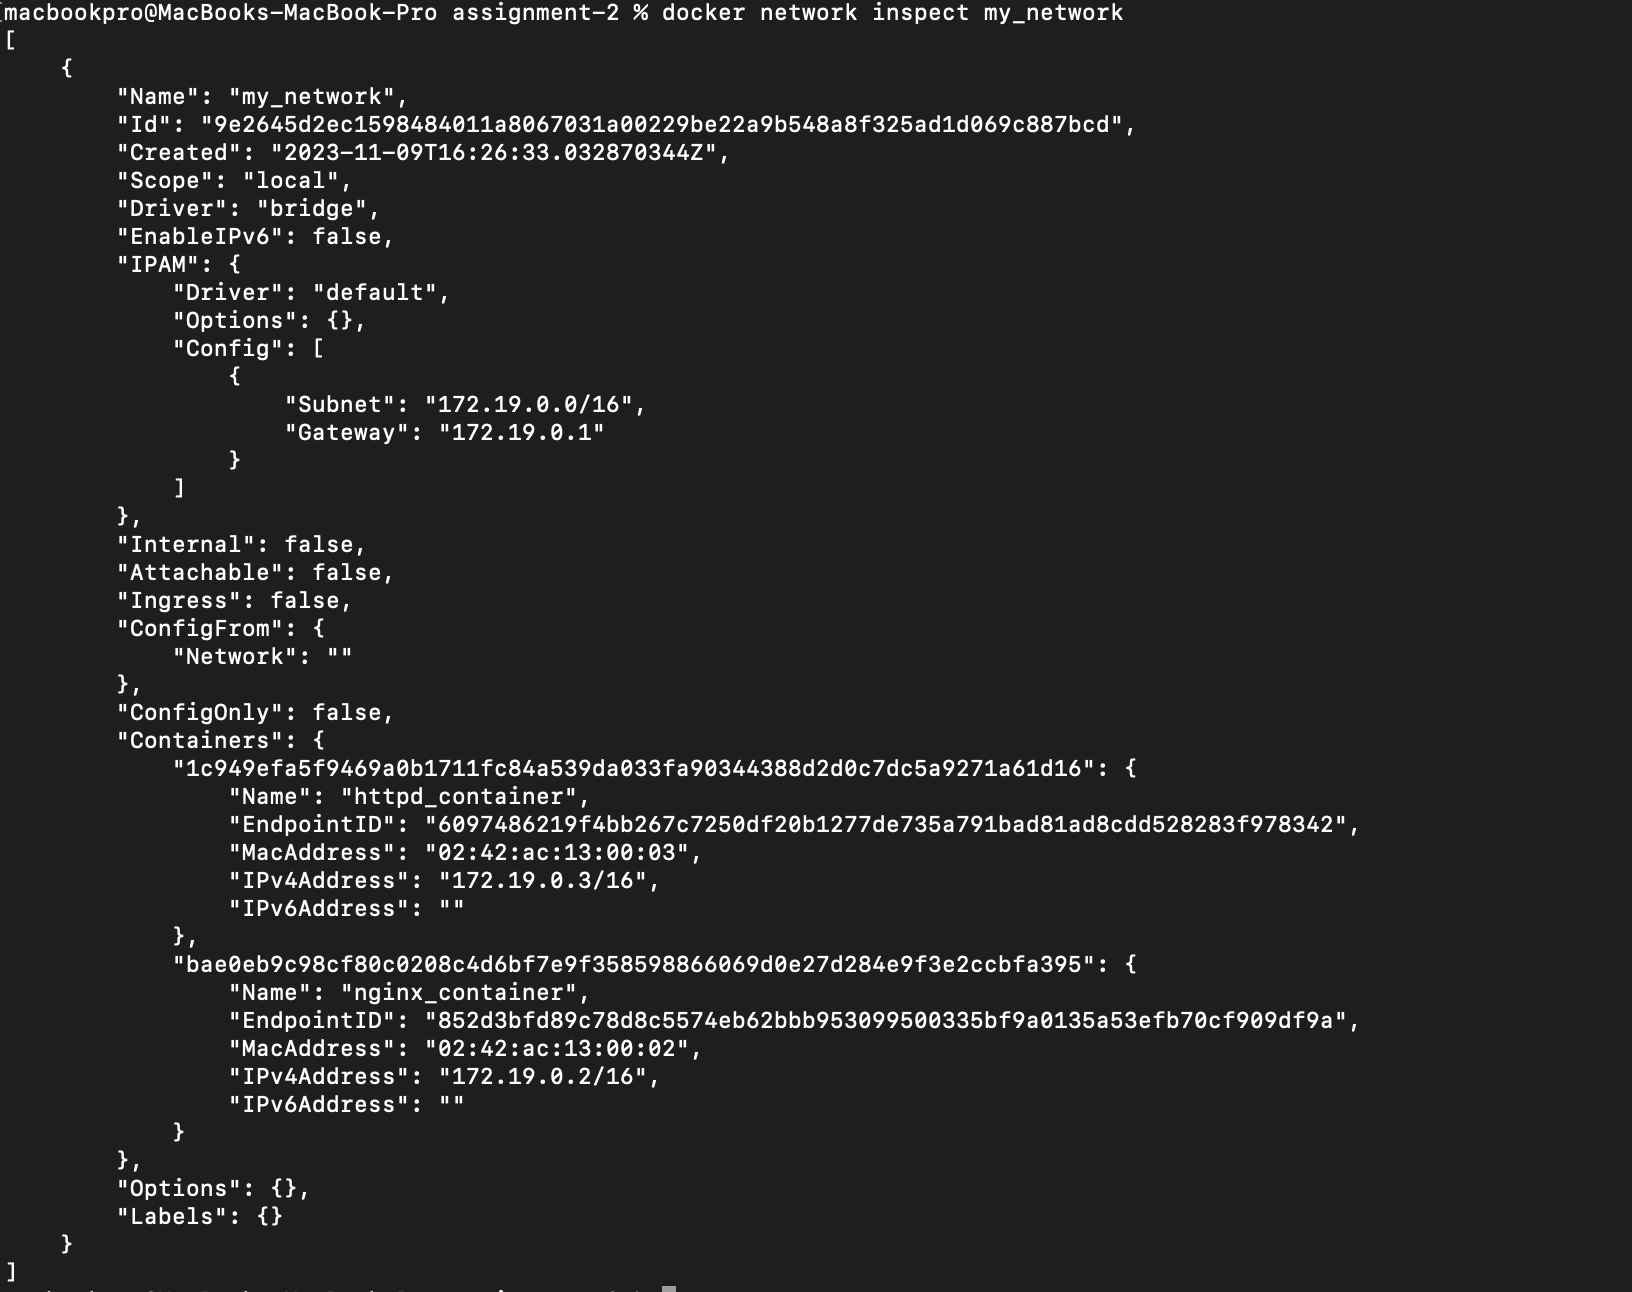 macbookpro@MacBooks-MacBook-Pro assignment-2 % docker network inspect my_network
[
    {
        "Name": "my_network",
        "Id": "9e2645d2ec1598484011a8067031a00229be22a9b548a8f325ad1d069c887bcd",
        "Created": "2023-11-09T16:26:33.032870344Z",
        "Scope": "local",
        "Driver": "bridge",
        "EnableIPv6": false,
        "IPAM": {
            "Driver": "default",
            "Options": {},
            "Config": [
                {
                    "Subnet": "172.19.0.0/16",
                    "Gateway": "172.19.0.1"
                }
            ]
        },
        "Internal": false,
        "Attachable": false,
        "Ingress": false,
        "ConfigFrom": {
            "Network": ""
        },
        "ConfigOnly": false,
        "Containers": {
            "1c949efa5f9469a0b1711fc84a539da033fa90344388d2d0c7dc5a9271a61d16": {
                "Name": "httpd_container",
                "EndpointID": "6097486219f4bb267c7250df20b1277de735a791bad81ad8cdd528283f978342",
                "MacAddress": "02:42:ac:13:00:03",
                "IPv4Address": "172.19.0.3/16",
                "IPv6Address": ""
            },
            "bae0eb9c98cf80c0208c4d6bf7e9f358598866069d0e27d284e9f3e2ccbfa395": {
                "Name": "nginx_container",
                "EndpointID": "852d3bfd89c78d8c5574eb62bbb953099500335bf9a0135a53efb70cf909df9a",
                "MacAddress": "02:42:ac:13:00:02",
                "IPv4Address": "172.19.0.2/16",
                "IPv6Address": ""
            }
        },
        "Options": {},
        "Labels": {}
    }
]